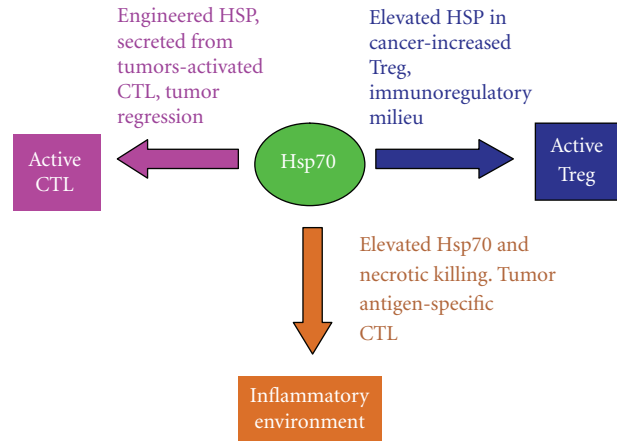 Engineered HSP,
secreted from
tumors-activated
CTL, tumor
regression
Elevated HSP in
cancer-increased
Treg,
immunoregulatory
milieu
Active
CTL
Hsp70
Active
Treg
Elevated Hsp70 and
necrotic killing. Tumor
antigen-specific
CTL
Inflammatory
environment